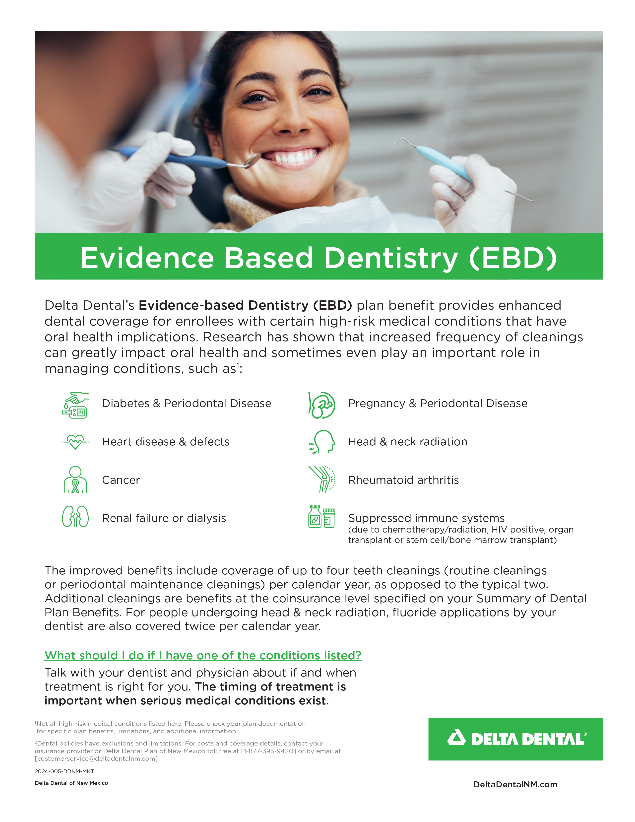 Evidence Based Dentistry (EBD)
Delta Dental's Evidence-based Dentistry (EBD) plan benefit provides enhanced
dental coverage for enrollees with certain high-risk medical conditions that have
oral health implications. Research has shown that increased frequency of cleanings
can greatly impact oral health and sometimes even play an important role in
managing conditions, such as¹:
Diabetes & Periodontal Disease
Heart disease & defects
Cancer
Renal failure or dialysis
Pregnancy & Periodontal Disease
Head & neck radiation
Rheumatoid arthritis
Suppressed immune systems
(due to chemotherapy/radiation, HIV positive, organ
transplant or stem cell/bone marrow transplant)
The improved benefits include coverage of up to four teeth cleanings (routine cleanings
or periodontal maintenance cleanings) per calendar year, as opposed to the typical two.
Additional cleanings are benefits at the coinsurance level specified on your Summary of Dental
Plan Benefits. For people undergoing head & neck radiation, fluoride applications by your
dentist are also covered twice per calendar year.
What should I do if I have one of the conditions listed?
Talk with your dentist and physician about if and when
treatment is right for you. The timing of treatment is
important when serious medical conditions exist.
¹Not all high-risk medical conditions listed here. Please check your plan documentation
for specific plan benefits, limitations, and additional information.
²Dental policies have exclusions and limitations. For costs and coverage details, contact your
insurance provider or Delta Dental Plan of New Mexico toll free at or by email at
[customerservice@deltadentalnm.com]
Delta Dental of New Mexico
DELTA DENTAL®
DeltaDentalNM.com